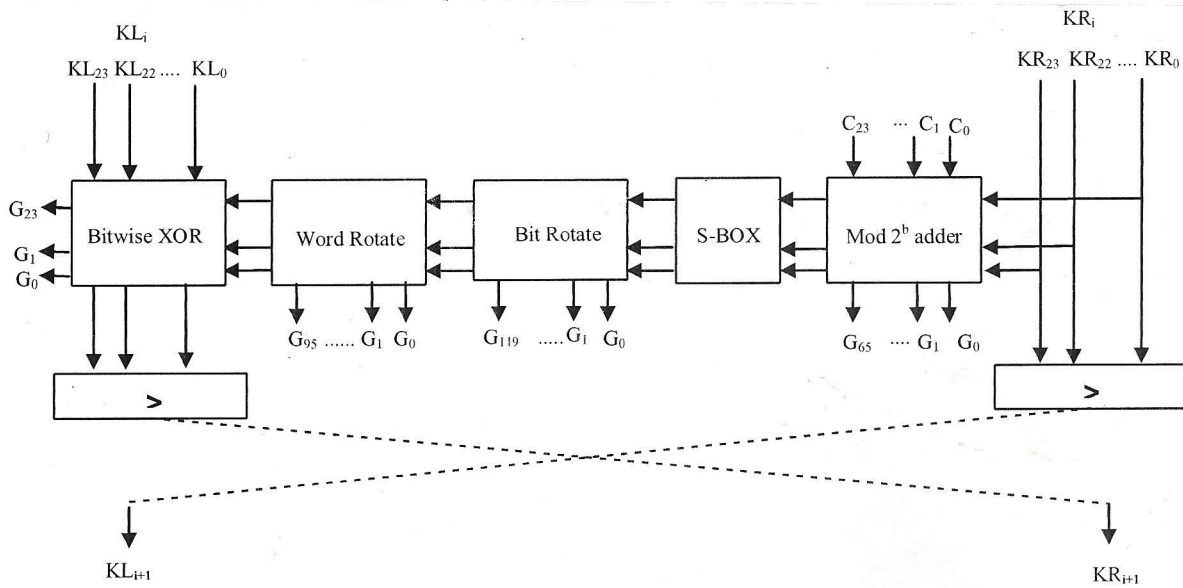 KLᵢ
KRᵢ
KL₂₃ KL₂₂ .... KL₀
KR₂₃ KR₂₂ .... KR₀
C₂₃ ... C₁ C₀
G₂₃
G₁
G₀
Bitwise XOR
Word Rotate
Bit Rotate
S-BOX
Mod 2ᵇ adder
G₉₅ ...... G₁ G₀
G₁₁₉ ..... G₁ G₀
G₆₅ .... G₁ G₀
>
>
KLᵢ₊₁
KRᵢ₊₁